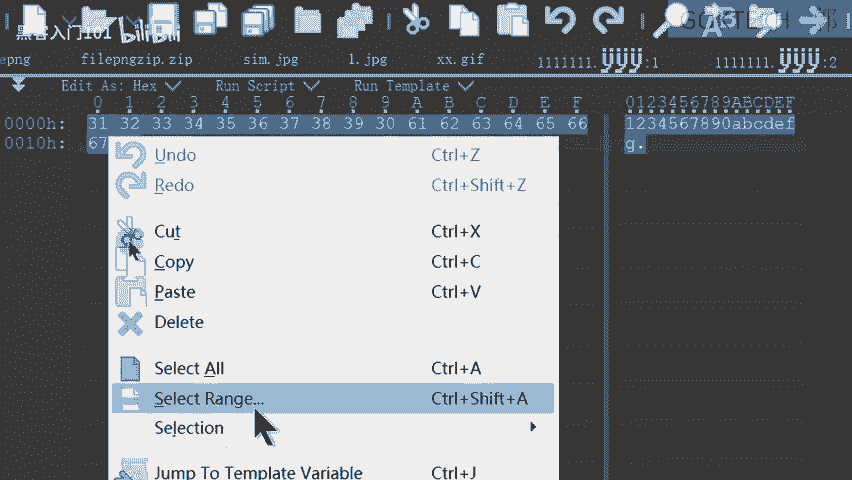 黑客入门101 bilibili
GCKTECH 郑
epng filepngzip.zip sim.jpg 1.jpg xx.gif 1111111.ÿÿÿ:1 1111111.ÿÿÿ:2
Edit As: Hex Run Script Run Template
0 1 2 3 4 5 6 7 8 9 A B C D E F 0123456789ABCDEF
0000h: 31 32 33 34 35 36 37 38 39 30 61 62 63 64 65 66 1234567890abcdef
0010h: 67 g.
Undo Ctrl+Z
Redo Ctrl+Shift+Z
Cut Ctrl+X
Copy Ctrl+C
Paste Ctrl+V
Delete
Select All Ctrl+A
Select Range... Ctrl+Shift+A
Selection
Jump To Template Variable Ctrl+J